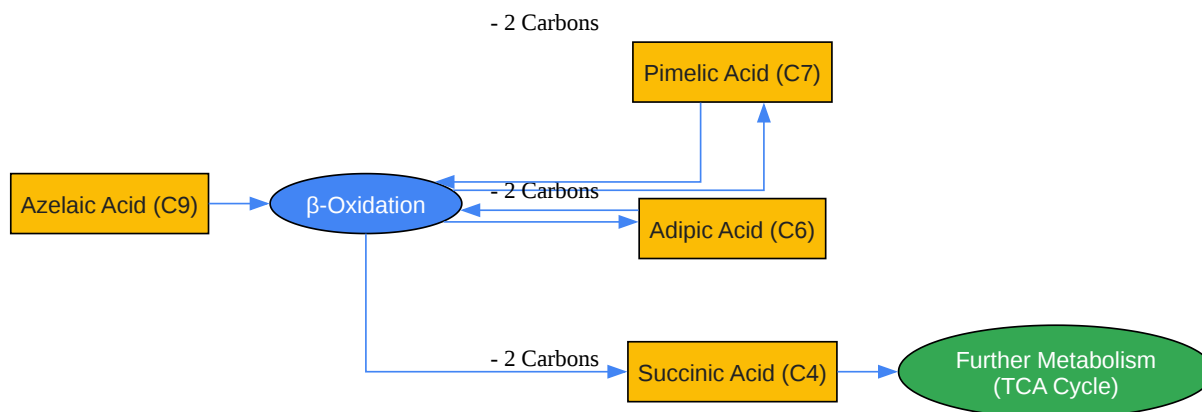 - 2 Carbons
Pimelic Acid (C7)
Azelaic Acid (C9)
β-Oxidation
- 2 Carbons
Adipic Acid (C6)
- 2 Carbons
Succinic Acid (C4)
Further Metabolism
(TCA Cycle)